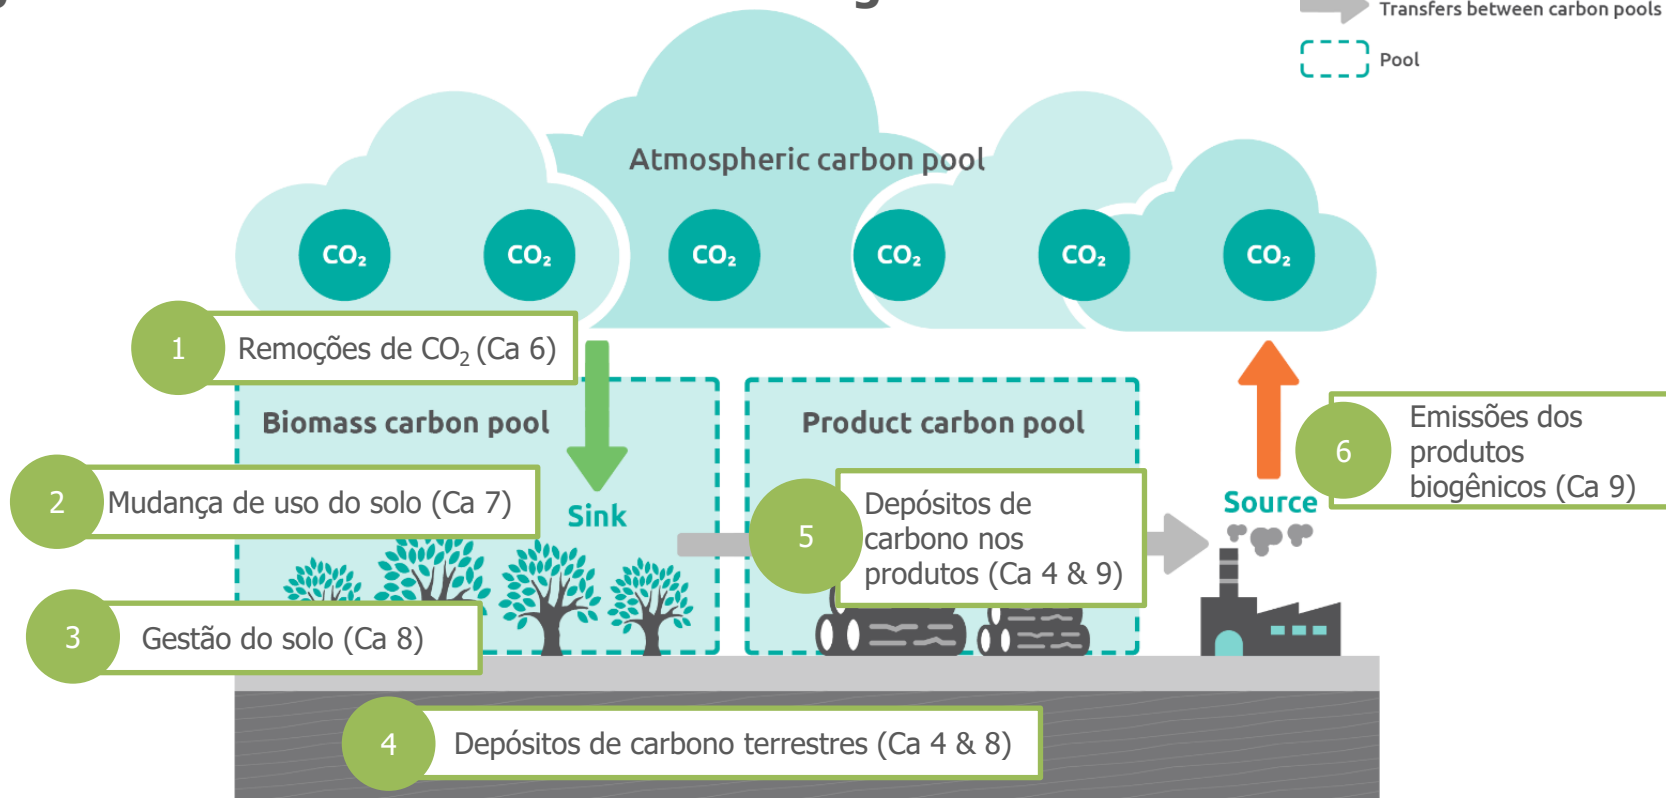 Transfers between carbon pools
Pool
Atmospheric carbon pool
CO₂
CO₂
CO₂
CO₂
CO₂
CO₂
1
Remoções de CO₂ (Ca 6)
Biomass carbon pool
Product carbon pool
2
Mudança de uso do solo (Ca 7)
Sink
5
Depósitos de
carbono nos
produtos (Ca 4 & 9)
Source
6
Emissões dos
produtos
biogênicos (Ca 9)
3
Gestão do solo (Ca 8)
4
Depósitos de carbono terrestres (Ca 4 & 8)